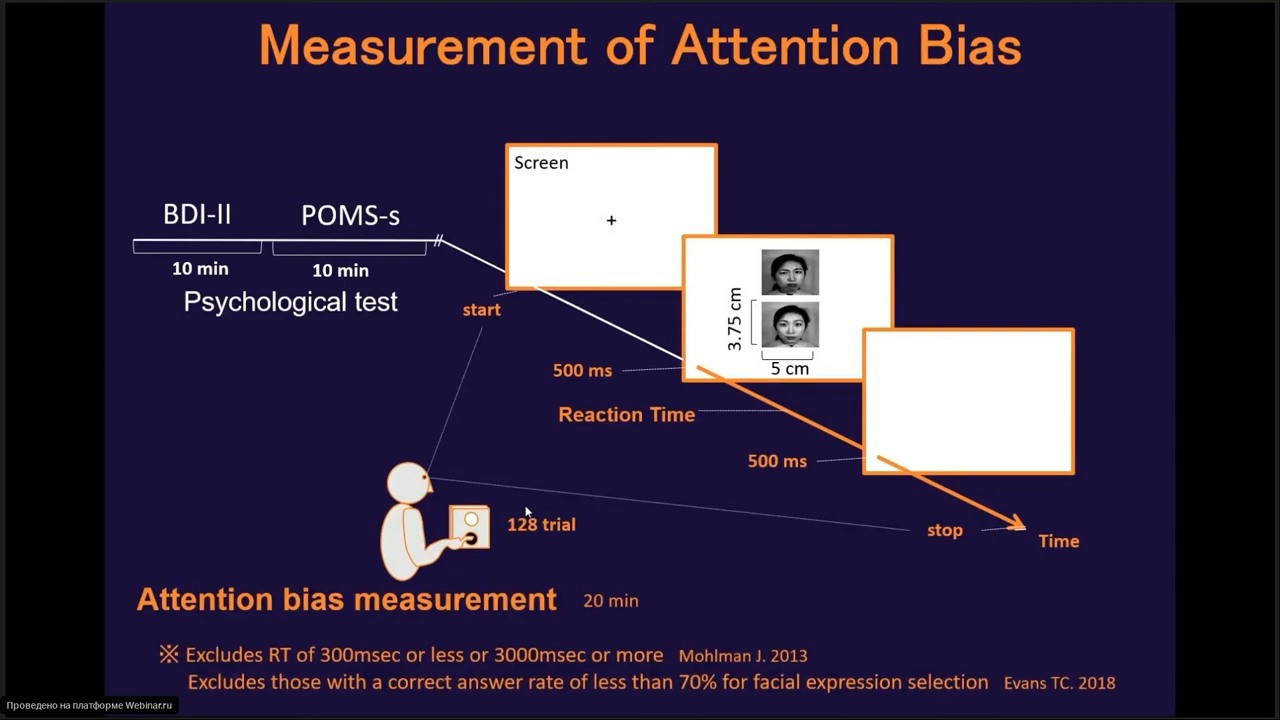 Measurement of Attention Bias
Screen
+
BDI-II
POMS-s
10 min
10 min
Psychological test
start
3.75 cm
5 cm
500 ms
Reaction Time
500 ms
128 trial
stop
Time
Attention bias measurement 20 min
※ Excludes RT of 300msec or less or 3000msec or more Mohlman J. 2013
Excludes those with a correct answer rate of less than 70% for facial expression selection Evans TC. 2018
Проведено на платформе Webinar.ru